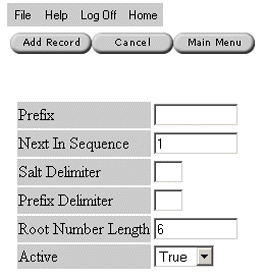 File Help Log Off Home
Add Record Cancel Main Menu
Prefix
Next In Sequence 1
Salt Delimiter
Prefix Delimiter
Root Number Length 6
Active True